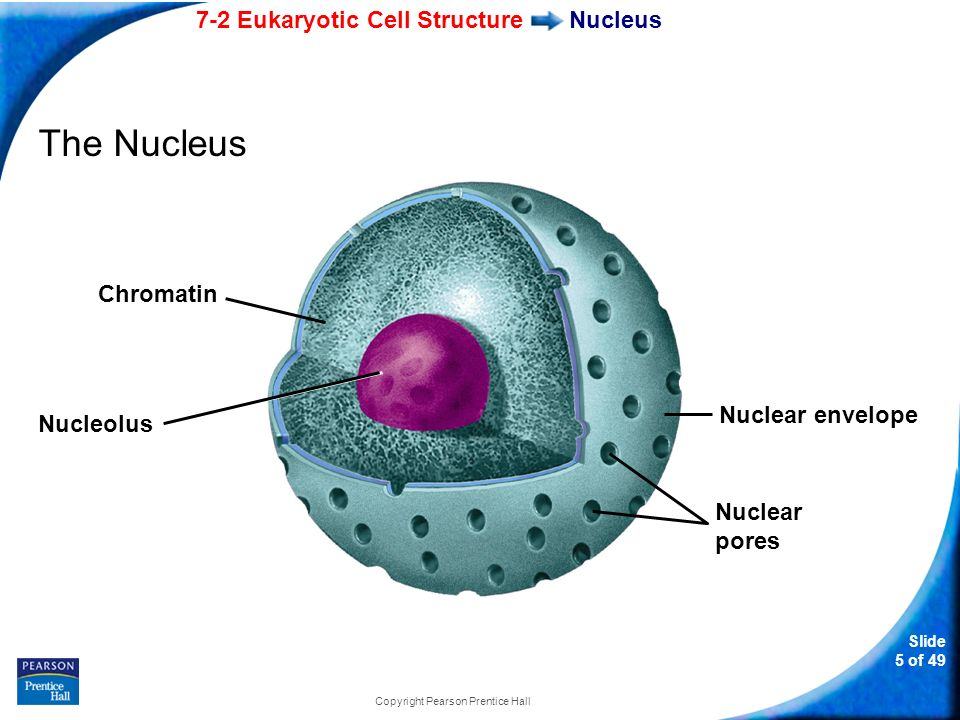 7-2 Eukaryotic Cell Structure Nucleus
The Nucleus
Chromatin
Nucleolus
Nuclear envelope
Nuclear
pores
Slide
5 of 49
PEARSON
Prentice
Hall
Copyright Pearson Prentice Hall